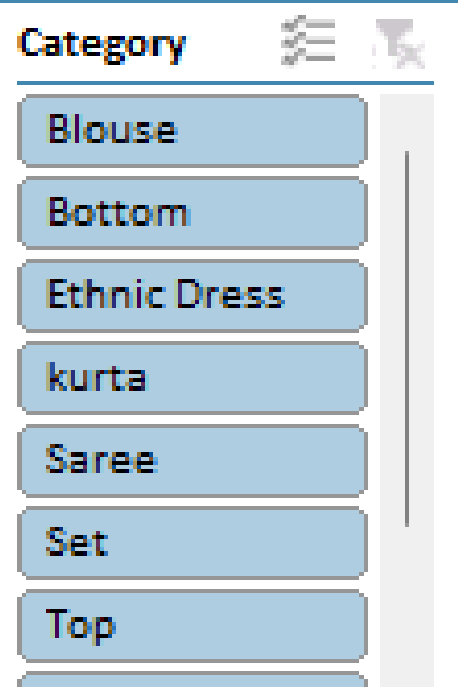 Category
Blouse
Bottom
Ethnic Dress
kurta
Saree
Set
Top